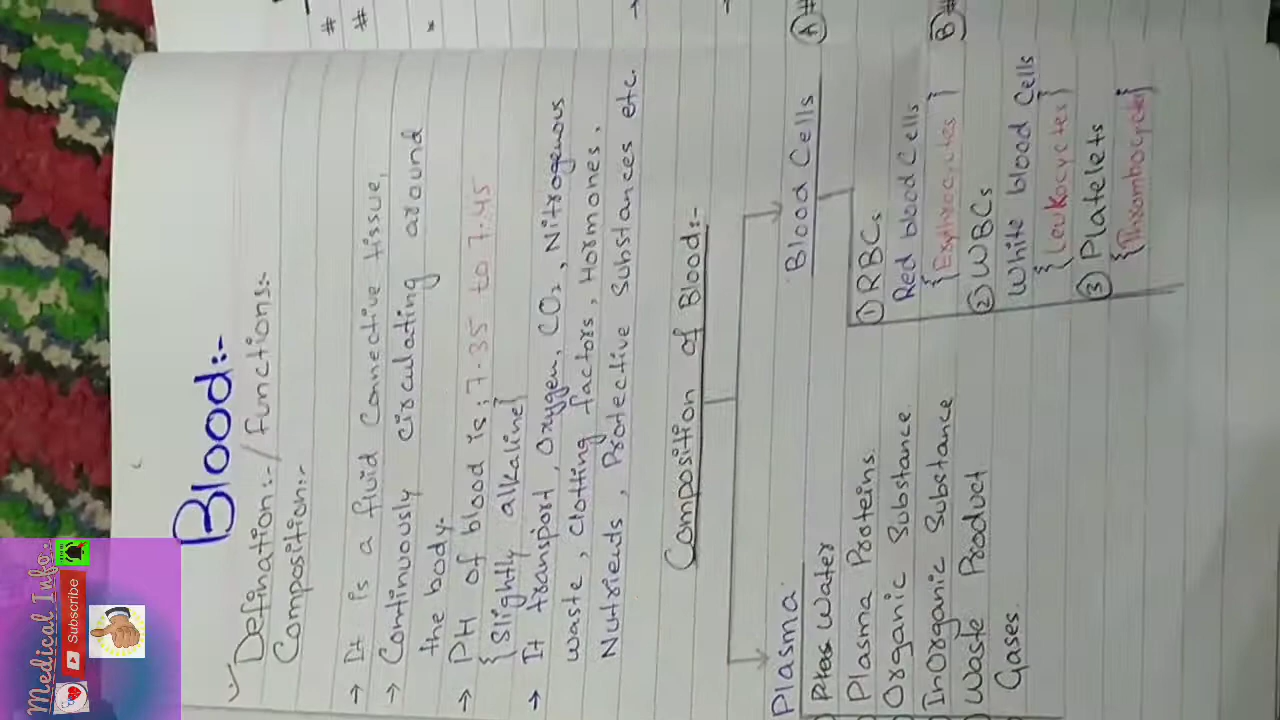 Blood:-
Defination:-/functions:-
Composition:-
→ It is a fluid Connective tissue,
→ Continuously circulating around
the body.
→ PH of blood is: 7.35 to 7.45
{Slightly alkaline}
→ It transport, Oxygen, CO₂, Nitrogenous
waste, Clotting factors, Hormones,
Nutrieds, Protective Substances etc.
Composition of Blood:-
Plasma
Water
Plasma Proteins.
Organic Substance
InOrganic Substance
Waste Product
Gases.
Blood Cells
① RBCs
Red blood Cells
② WBCs
White blood Cells
{Leukocyctes}
③ Platelets
{Thrombocycte}
A #
B #
Medical Info:
Subscribe